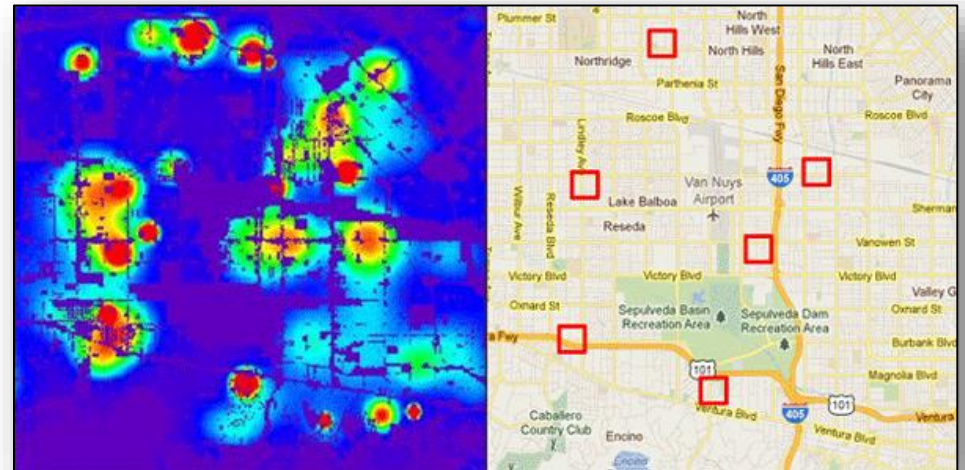 Plummer St
North
Hills West
Northridge
North Hills
North
Hills East
Parthenia St
Panorama
City
San Diego Fwy
Roscoe Blvd
Roscoe Blvd
Lindley Ave
405
Van Nuys
Airport
Wilbur Ave
Reseda Blvd
Lake Balboa
Sherman
Reseda
Vanowen St
Victory Blvd
Victory Blvd
Victory Blvd
Valley G
Oxnard St
Sepulveda Basin
Recreation Area
Sepulveda Dam
Recreation Area
Oxnard St
a Fwy
Burbank Blvd
101
Magnolia Blvd
Ventura Blvd
405
101
Ventura
Caballero
Country Club
Encino
Ventura Blvd
Encino